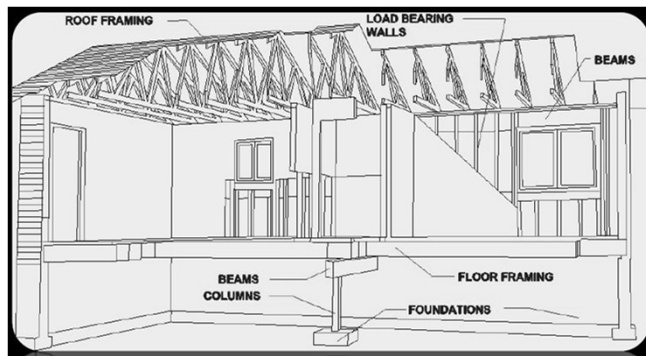 ROOF FRAMING
LOAD BEARING
WALLS
BEAMS
BEAMS
FLOOR FRAMING
COLUMNS
FOUNDATIONS